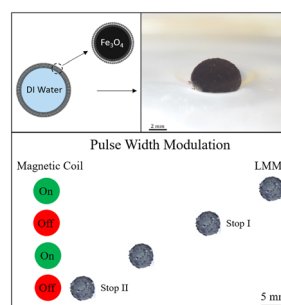 Fe₃O₄
DI Water
2 mm
Pulse Width Modulation
Magnetic Coil
LMM
On
Off
Stop I
On
Off
Stop II
5 mm